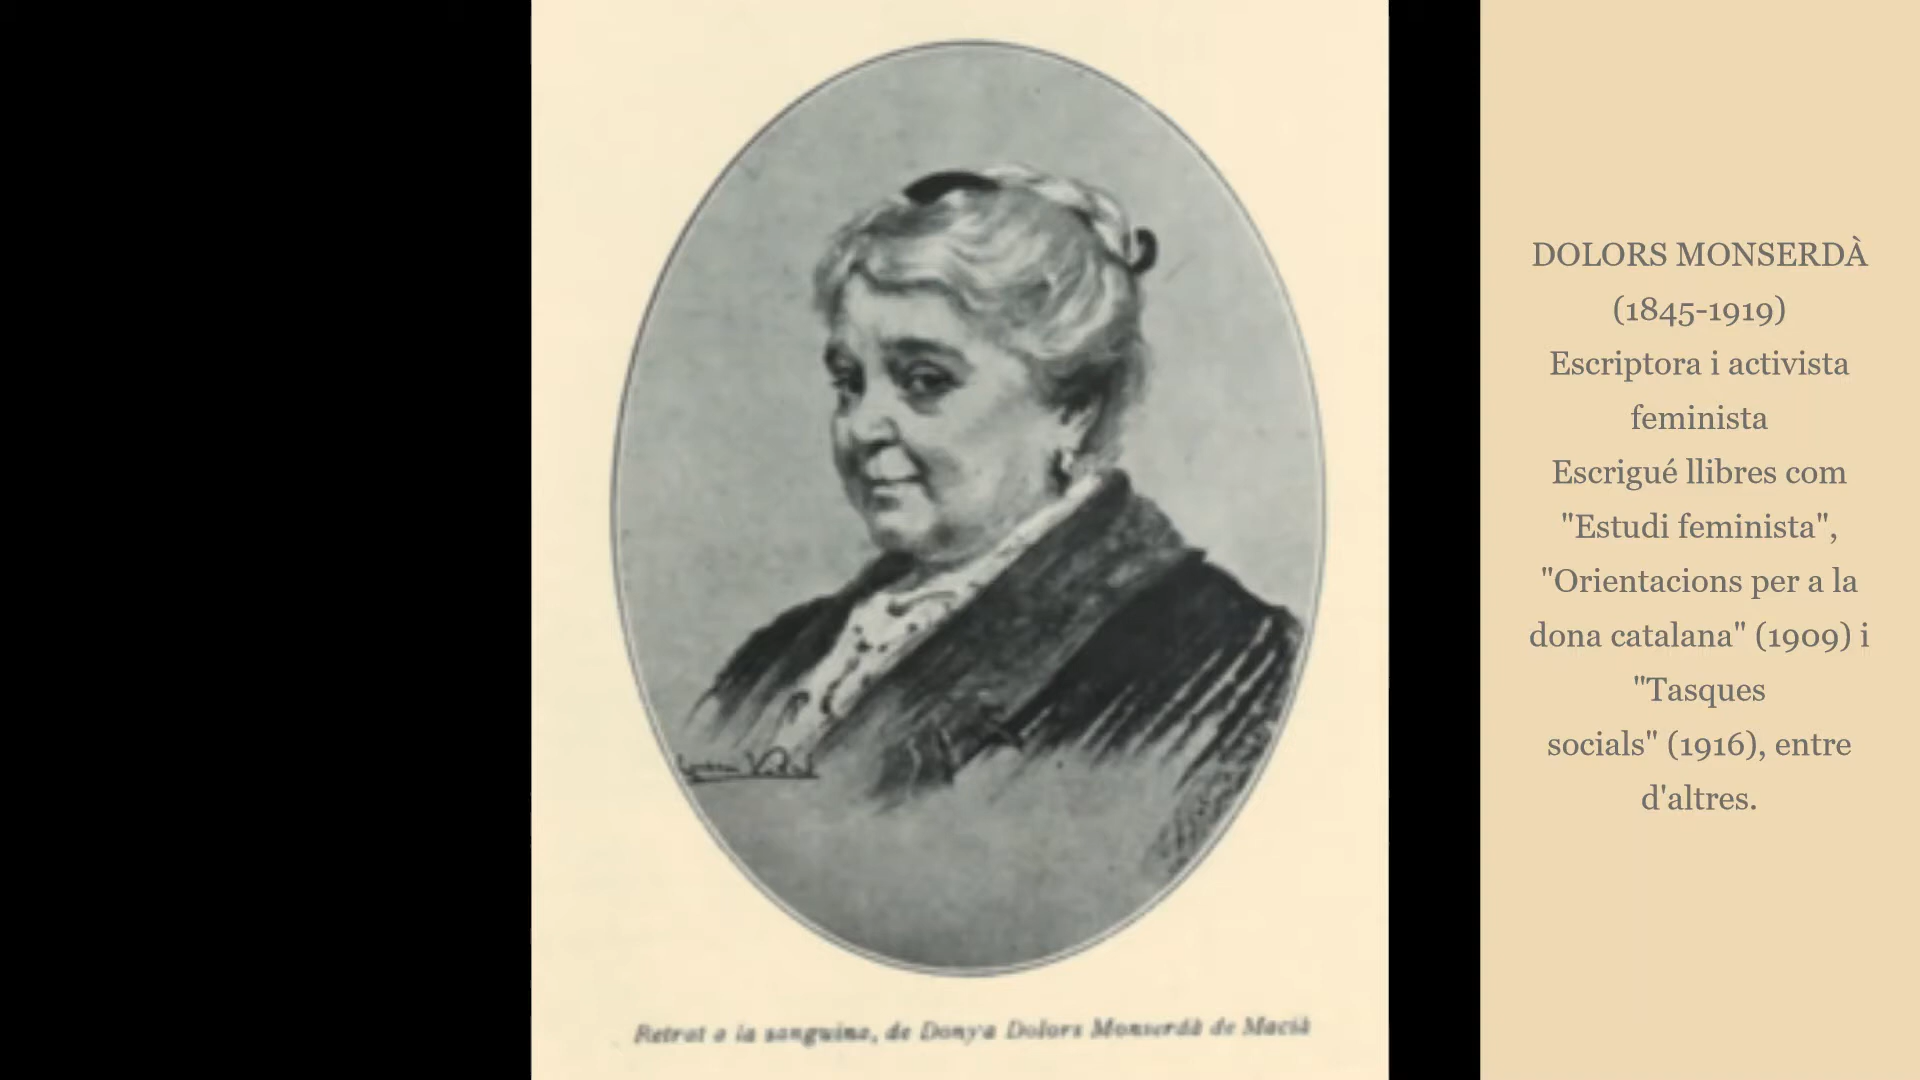 DOLORS MONSERDÀ
(1845-1919)
Escriptora i activista
feminista
Escrigué llibres com
"Estudi feminista",
"Orientacions per a la
dona catalana" (1909) i
"Tasques
socials" (1916), entre
d'altres.
Retrat a la sanguina, de Donya Dolors Monserdà de Macià